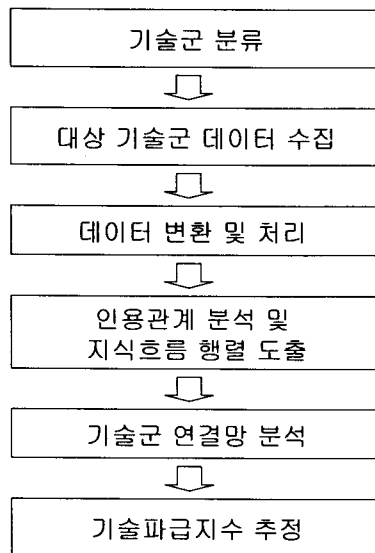 기술군 분류
대상 기술군 데이터 수집
데이터 변환 및 처리
인용관계 분석 및
지식흐름 행렬 도출
기술군 연결망 분석
기술파급지수 추정